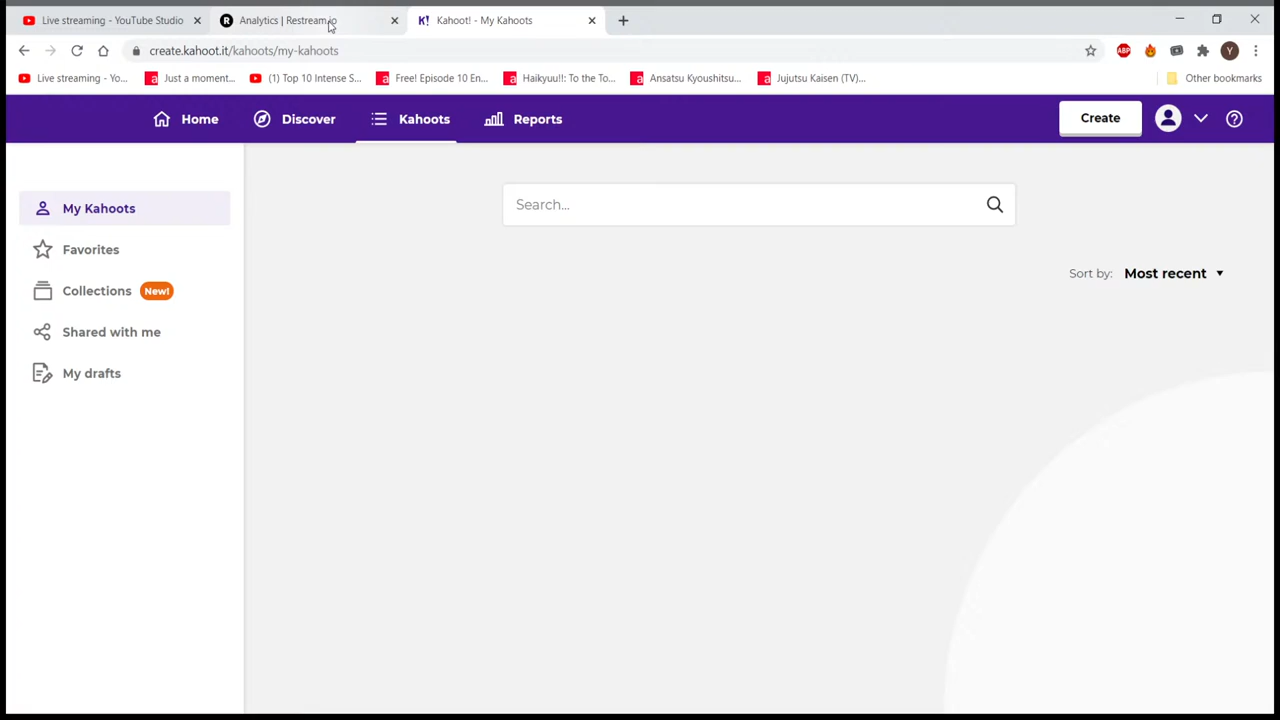 Live streaming - YouTube Studio
R Analytics | Restream.io
K! Kahoot! - My Kahoots
create.kahoot.it/kahoots/my-kahoots
ABP
Y
Live streaming - Yo...
a Just a moment...
(1) Top 10 Intense S...
a Free! Episode 10 En...
a Haikyuu!!: To the To...
a Ansatsu Kyoushitsu...
a Jujutsu Kaisen (TV)...
Other bookmarks
Home
Discover
Kahoots
Reports
Create
?
My Kahoots
Favorites
Collections New!
Shared with me
My drafts
Search...
Sort by: Most recent